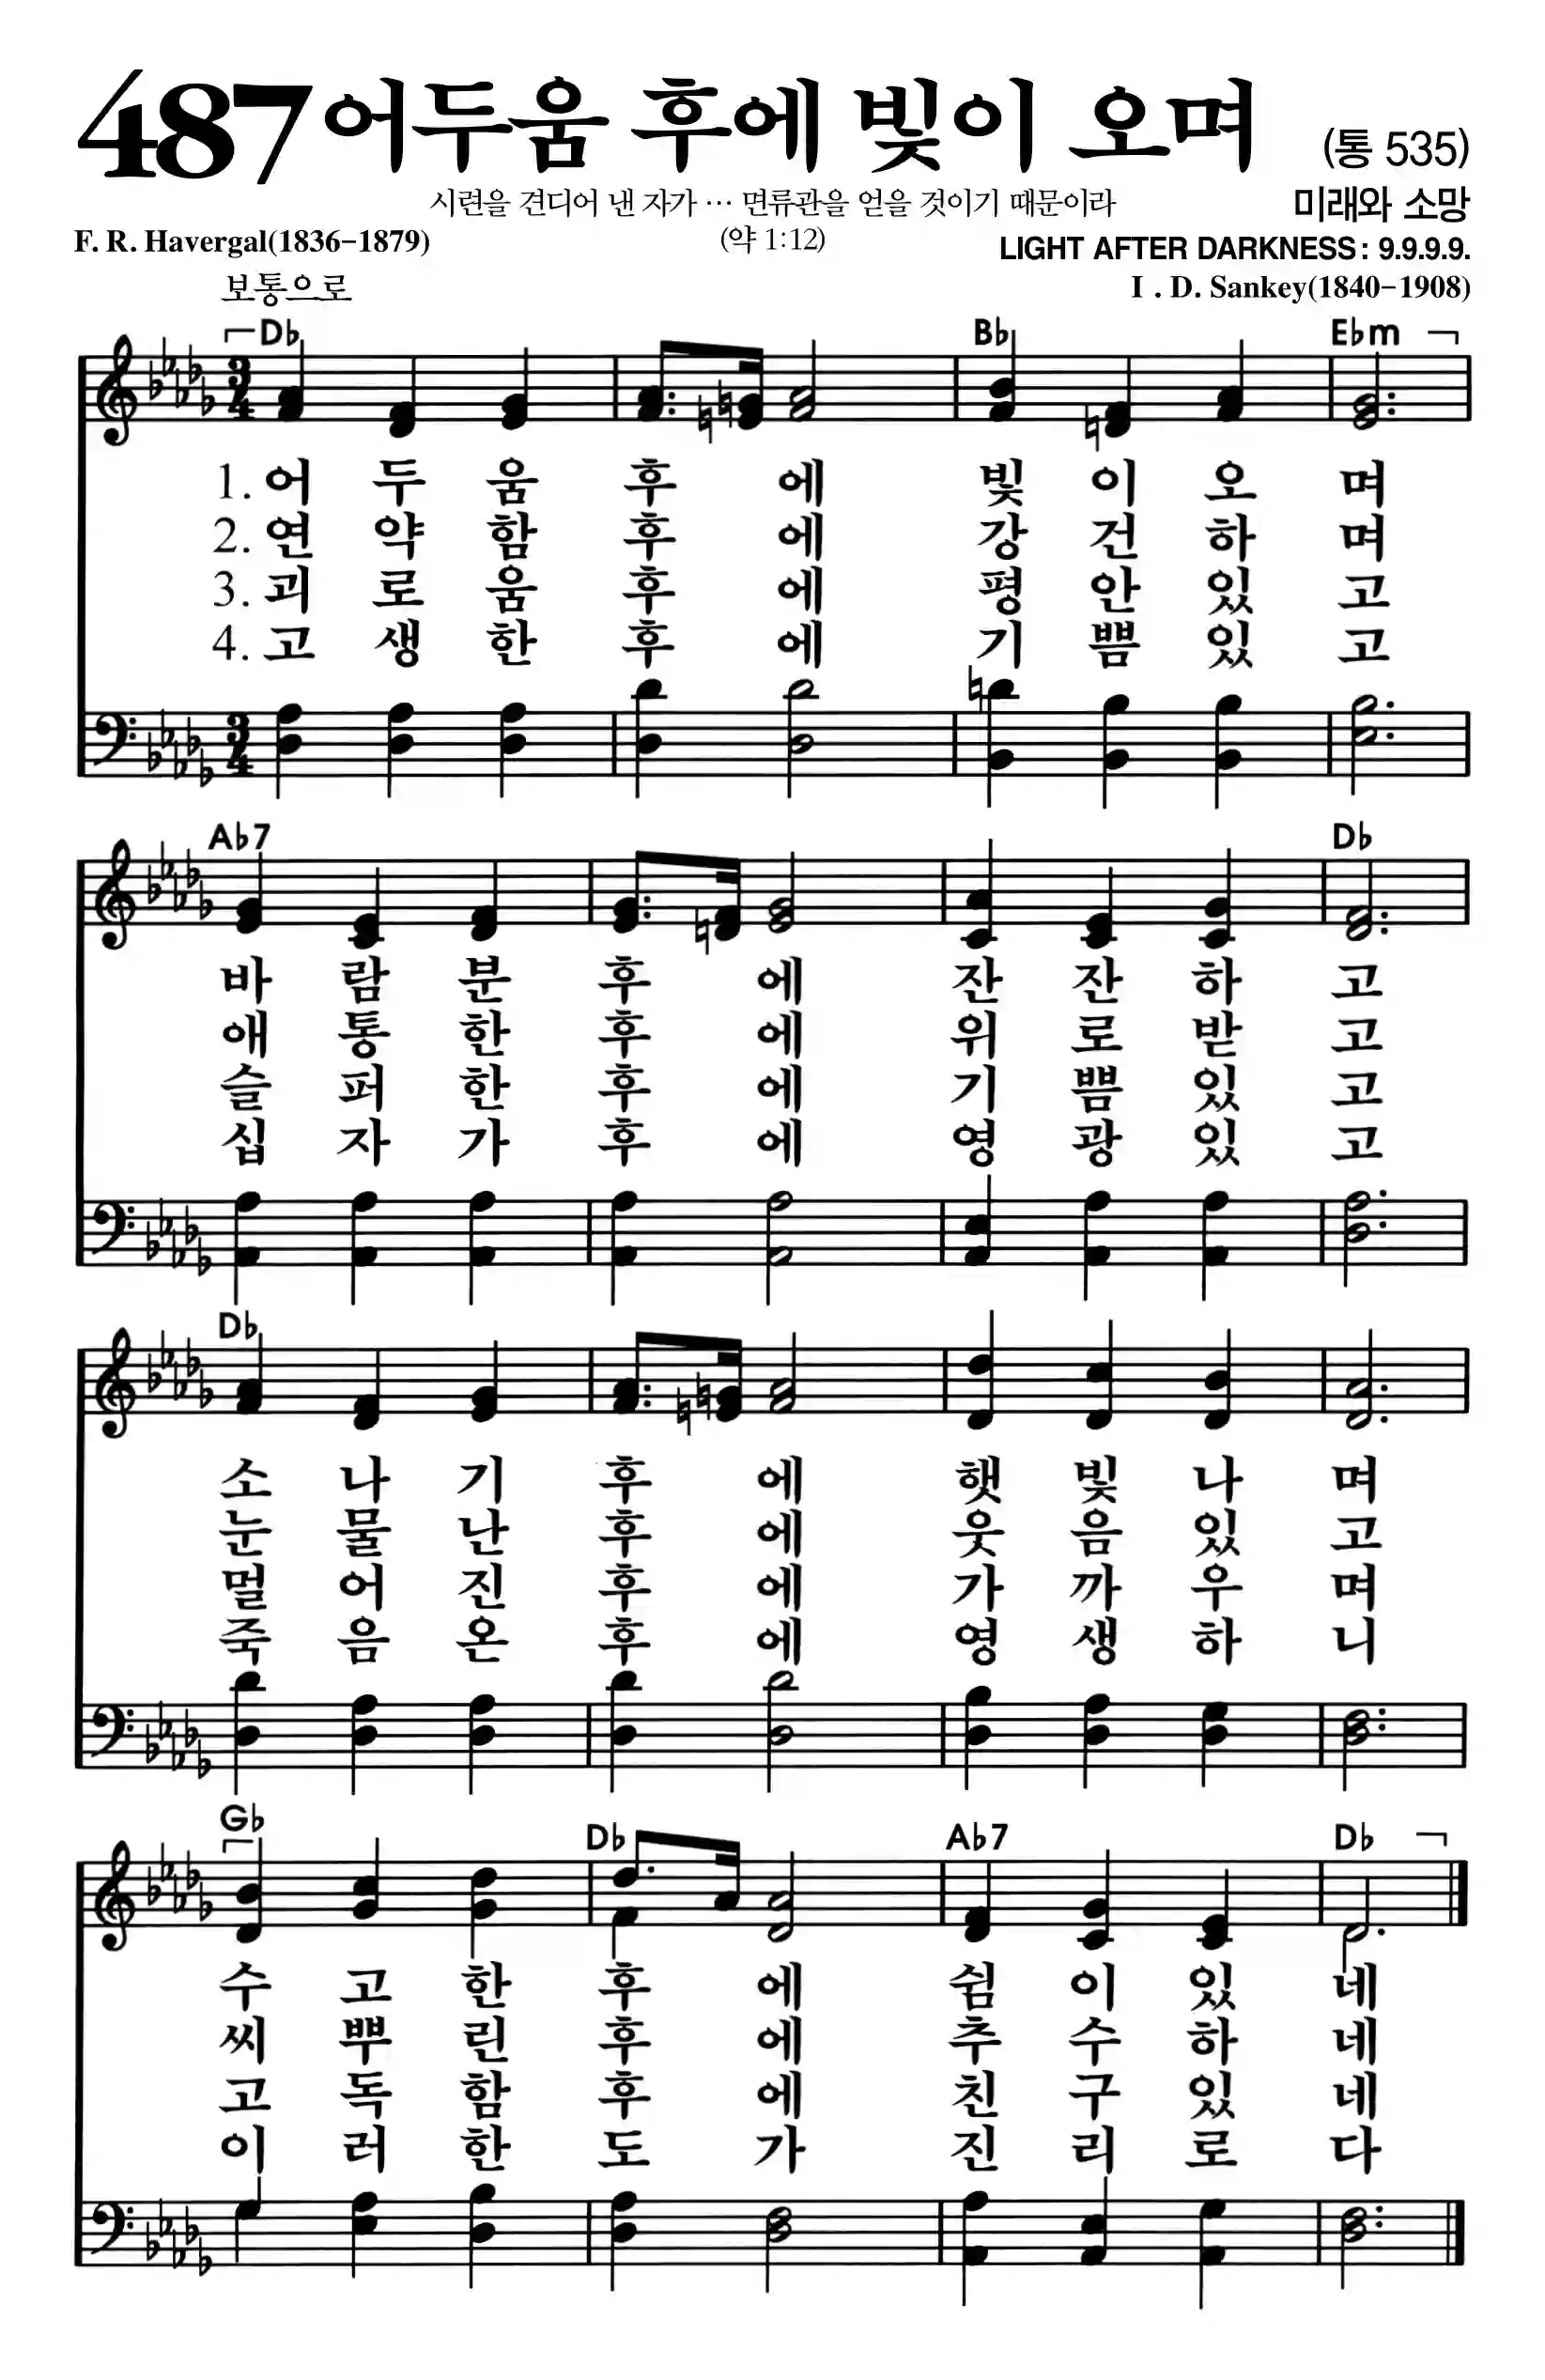 487 어두움 후에 빛이 오며 (통 535)
시련을 견디어 낸 자가 … 면류관을 얻을 것이기 때문이라 미래와 소망
F. R. Havergal(1836-1879) (약 1:12) LIGHT AFTER DARKNESS: 9.9.9.9.
보통으로 I . D. Sankey(1840-1908)
D♭ B♭ E♭m
3/4
1. 어 두 움 후 에 빛 이 오 며
2. 연 약 함 후 에 강 건 하 며
3. 괴 로 움 후 에 평 안 있 고
4. 고 생 한 후 에 기 쁨 있 고
3/4
A♭7 D♭
바 람 분 후 에 잔 잔 하 고
애 통 한 후 에 위 로 받 고
슬 퍼 한 후 에 기 쁨 있 고
십 자 가 후 에 영 광 있 고
D♭
소 나 기 후 에 햇 빛 나 며
눈 물 난 후 에 웃 음 있 고
멀 어 진 후 에 가 까 우 며
죽 음 온 후 에 영 생 하 니
G♭ D♭ A♭7 D♭
수 고 한 후 에 쉼 이 있 네
씨 뿌 린 후 에 추 수 하 네
고 독 함 후 에 친 구 있 네
이 러 한 도 가 진 리 로 다